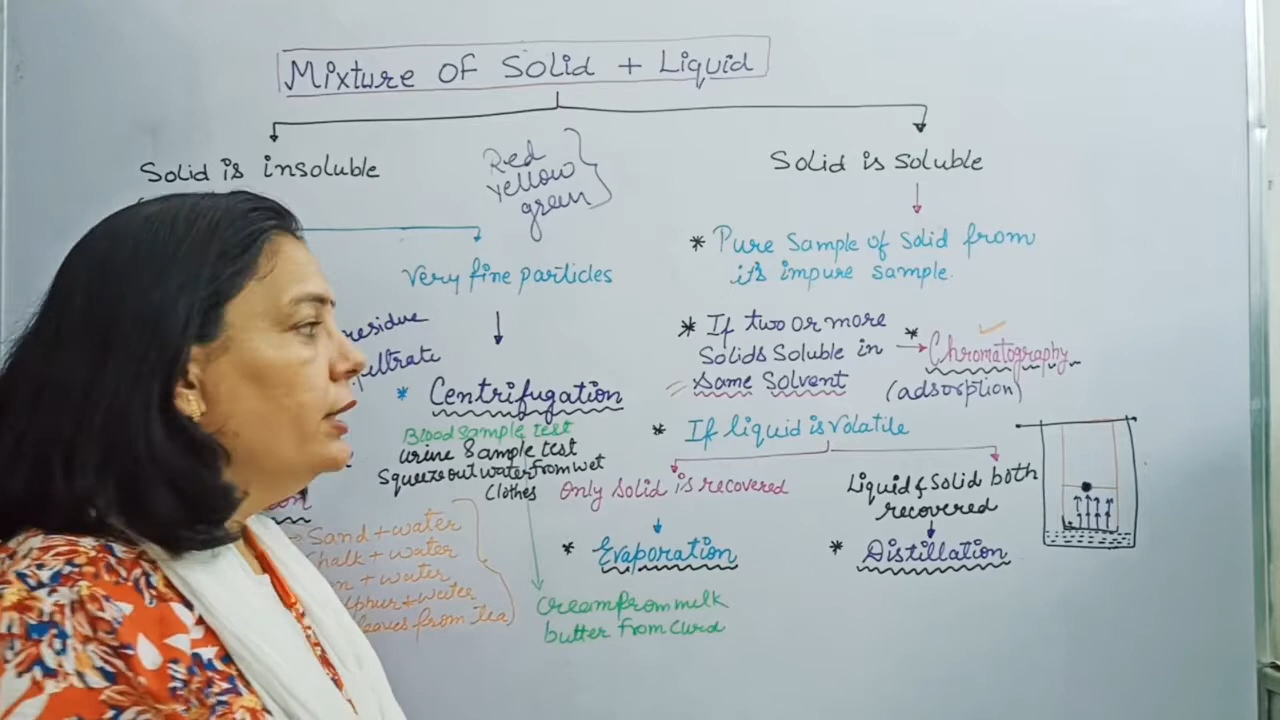 Mixture of Solid + Liquid
Solid is insoluble
Red
Yellow
green
Solid is Soluble
Very fine particles
* Pure Sample of Solid from
it's impure sample.
residue
filtrate
* Centrifugation
Blood sample test
urine Sample test
Squeeze out water from wet
clothes
Cream from milk
butter from curd
Sand + water
Chalk + water
+ water
+ water
leaves from tea
* If two or more
Solids Soluble in
same Solvent
* Chromatography
(adsorption)
* If liquid is volatile
Only Solid is recovered
* Evaporation
Liquid & Solid both
recovered
* Distillation